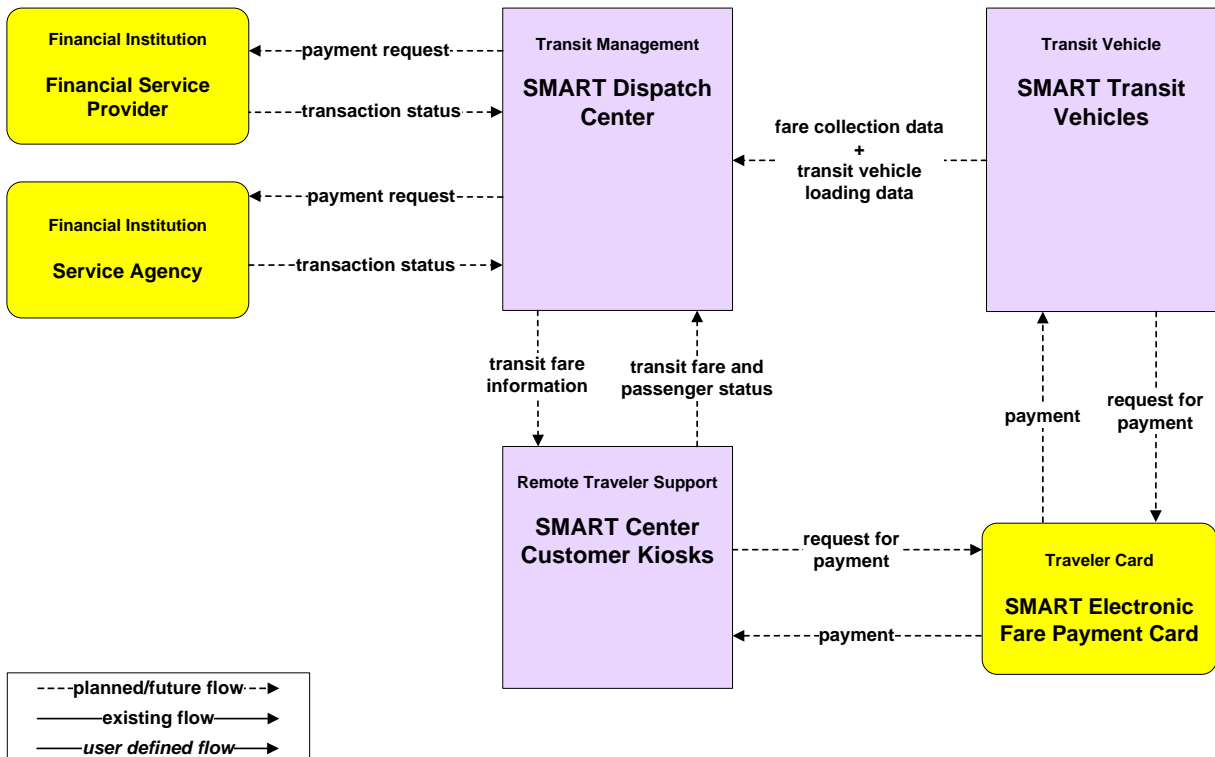 Financial Institution
Financial Service
Provider
payment request
transaction status
Transit Management
SMART Dispatch
Center
Transit Vehicle
SMART Transit
Vehicles
fare collection data
+
transit vehicle
loading data
Financial Institution
Service Agency
payment request
transaction status
transit fare
information
transit fare and
passenger status
payment
request for
payment
Remote Traveler Support
SMART Center
Customer Kiosks
request for
payment
payment
Traveler Card
SMART Electronic
Fare Payment Card
planned/future flow
existing flow
user defined flow